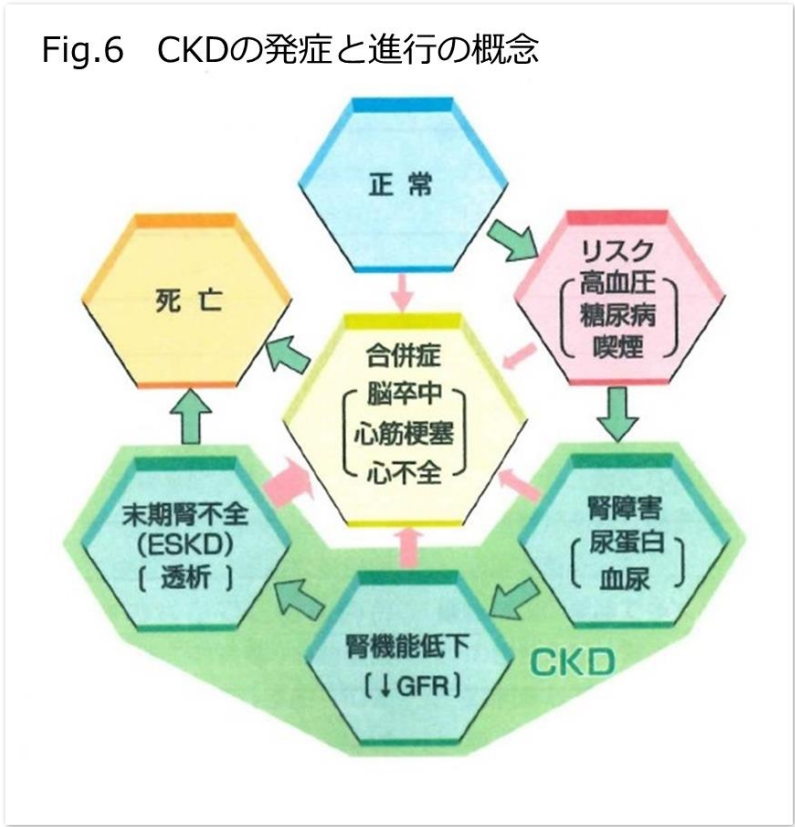 Fig.6 CKDの発症と進行の概念
正常
リスク
高血圧
糖尿病
喫煙
死亡
合併症
脳卒中
心筋梗塞
心不全
腎障害
尿蛋白
血尿
末期腎不全
(ESKD)
[透析]
腎機能低下
[↓GFR]
CKD